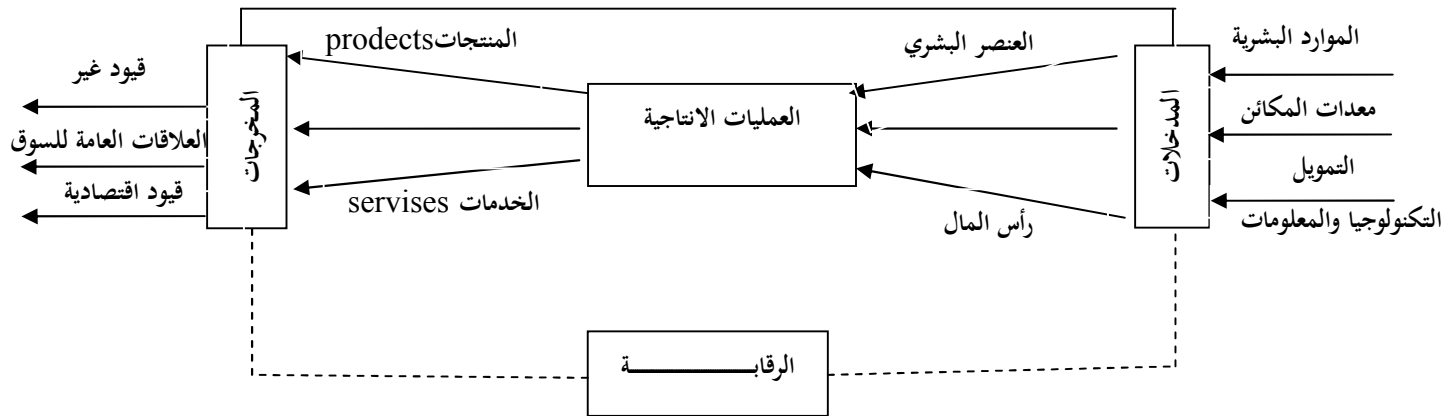 الموارد البشرية
معدات المكائن
التمويل
التكنولوجيا والمعلومات
المدخلات
العنصر البشري
رأس المال
العمليات الانتاجية
المنتجات prodects
الخدمات servises
المخرجات
قيود غير
العلاقات العامة للسوق
قيود اقتصادية
الرقابـــــــــــــــة